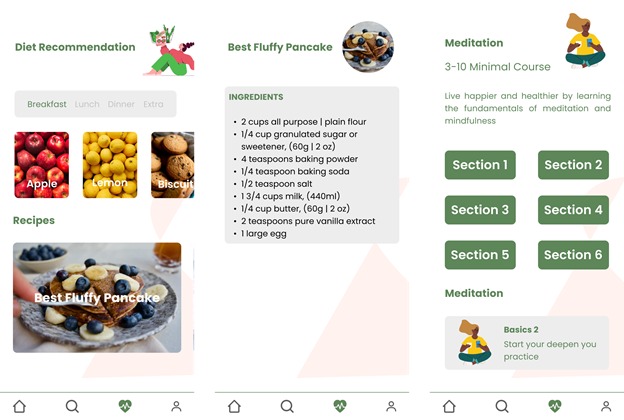 Diet Recommendation
Breakfast Lunch Dinner Extra
Apple
Lemon
Biscuit
Recipes
Best Fluffy Pancake
Best Fluffy Pancake
INGREDIENTS
• 2 cups all purpose | plain flour
• 1/4 cup granulated sugar or
sweetener, (60g | 2 oz)
• 4 teaspoons baking powder
• 1/4 teaspoon baking soda
• 1/2 teaspoon salt
• 1 3/4 cups milk, (440ml)
• 1/4 cup butter, (60g | 2 oz)
• 2 teaspoons pure vanilla extract
• 1 large egg
Meditation
3-10 Minimal Course
Live happier and healthier by learning
the fundamentals of meditation and
mindfulness
Section 1
Section 2
Section 3
Section 4
Section 5
Section 6
Meditation
Basics 2
Start your deepen you
practice